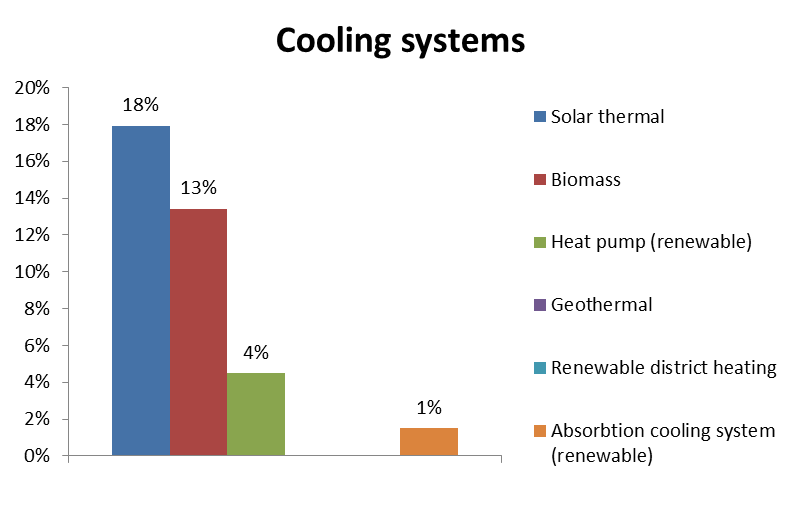 Cooling systems
20%
18%
16%
14%
12%
10%
8%
6%
4%
2%
0%
18%
13%
4%
1%
Solar thermal
Biomass
Heat pump (renewable)
Geothermal
Renewable district heating
Absorbtion cooling system
(renewable)